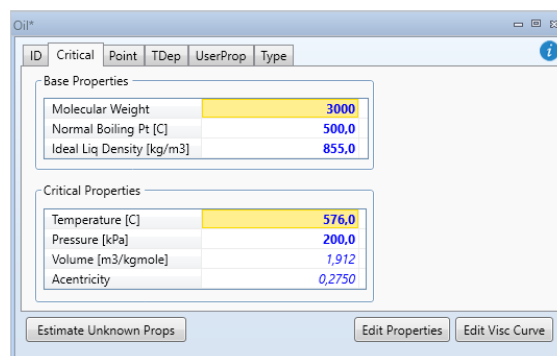 Oil*
ID Critical Point TDep UserProp Type
Base Properties
Molecular Weight 3000
Normal Boiling Pt [C] 500,0
Ideal Liq Density [kg/m3] 855,0
Critical Properties
Temperature [C] 576,0
Pressure [kPa] 200,0
Volume [m3/kgmole] 1,912
Acentricity 0,2750
Estimate Unknown Props Edit Properties Edit Visc Curve